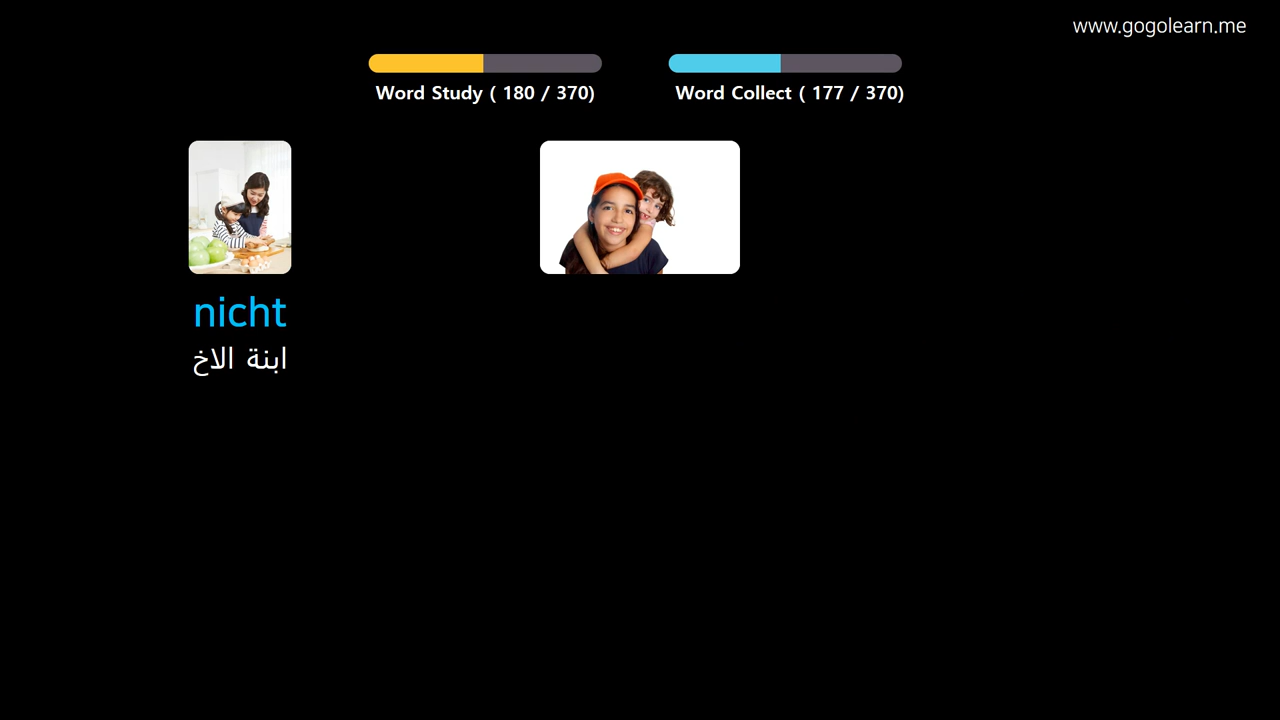 www.gogolearn.me
Word Study ( 180 / 370)
Word Collect ( 177 / 370)
nicht
ابنة الاخ